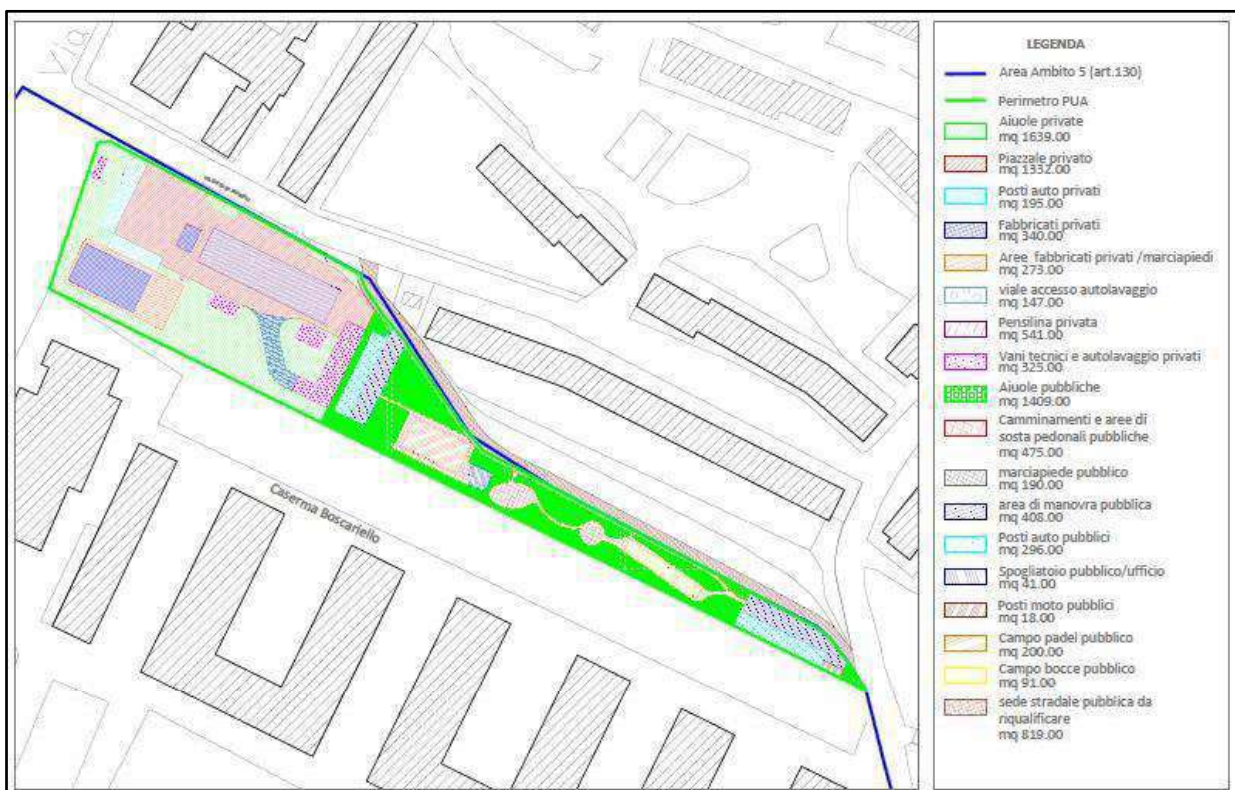 Via
Caserma Boscariello
LEGENDA
Area Ambito 5 (art.130)
Perimetro PUA
Aiuole private
mq 1639.00
Piazzale privato
mq 1332.00
Posti auto privati
mq 195.00
Fabbricati privati
mq 340.00
Aree fabbricati privati /marciapiedi
mq 273.00
viale accesso autolavaggio
mq 147.00
Pensilina privata
mq 541.00
Vani tecnici e autolavaggio privati
mq 325.00
Aiuole pubbliche
mq 1409.00
Camminamenti e aree di
sosta pedonali pubbliche
mq 475.00
marciapiede pubblico
mq 190.00
area di manovra pubblica
mq 408.00
Posti auto pubblici
mq 296.00
Spogliatoio pubblico/ufficio
mq 41.00
Posti moto pubblici
mq 18.00
Campo padel pubblico
mq 200.00
Campo bocce pubblico
mq 91.00
sede stradale pubblica da
riqualificare
mq 819.00